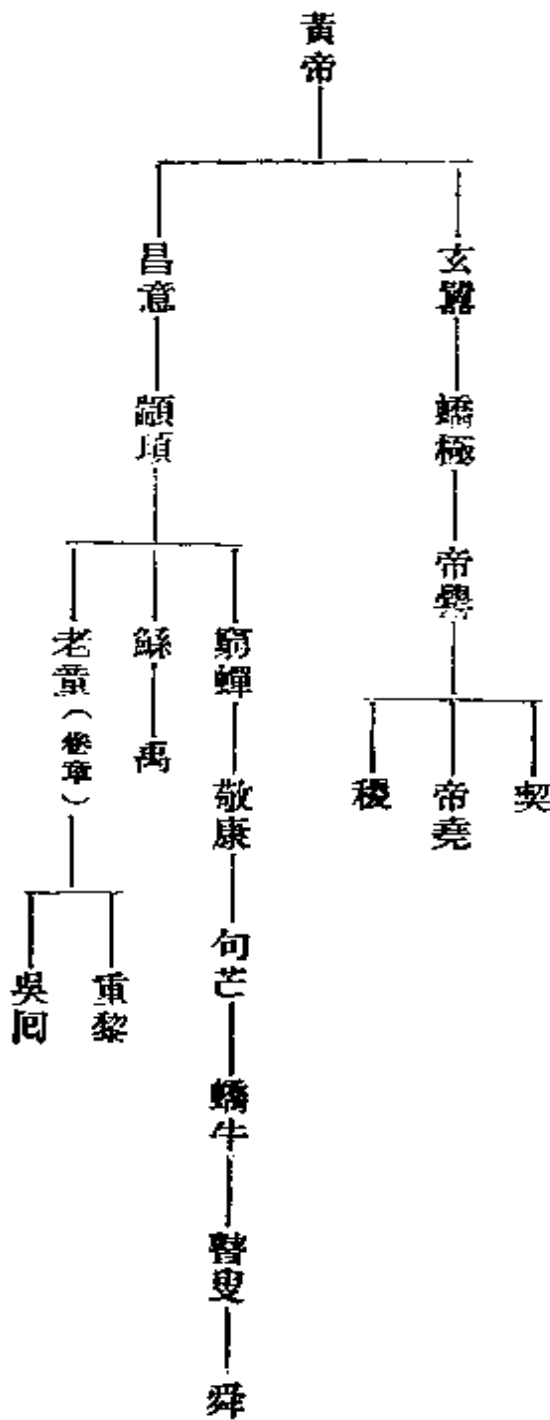 黃帝
玄囂
蟜極
帝嚳
契
帝堯
稷
昌意
顓頊
窮蟬
敬康
句芒
蟜牛
瞽叟
舜
鯀
禹
老童(卷章)
重黎
吳回